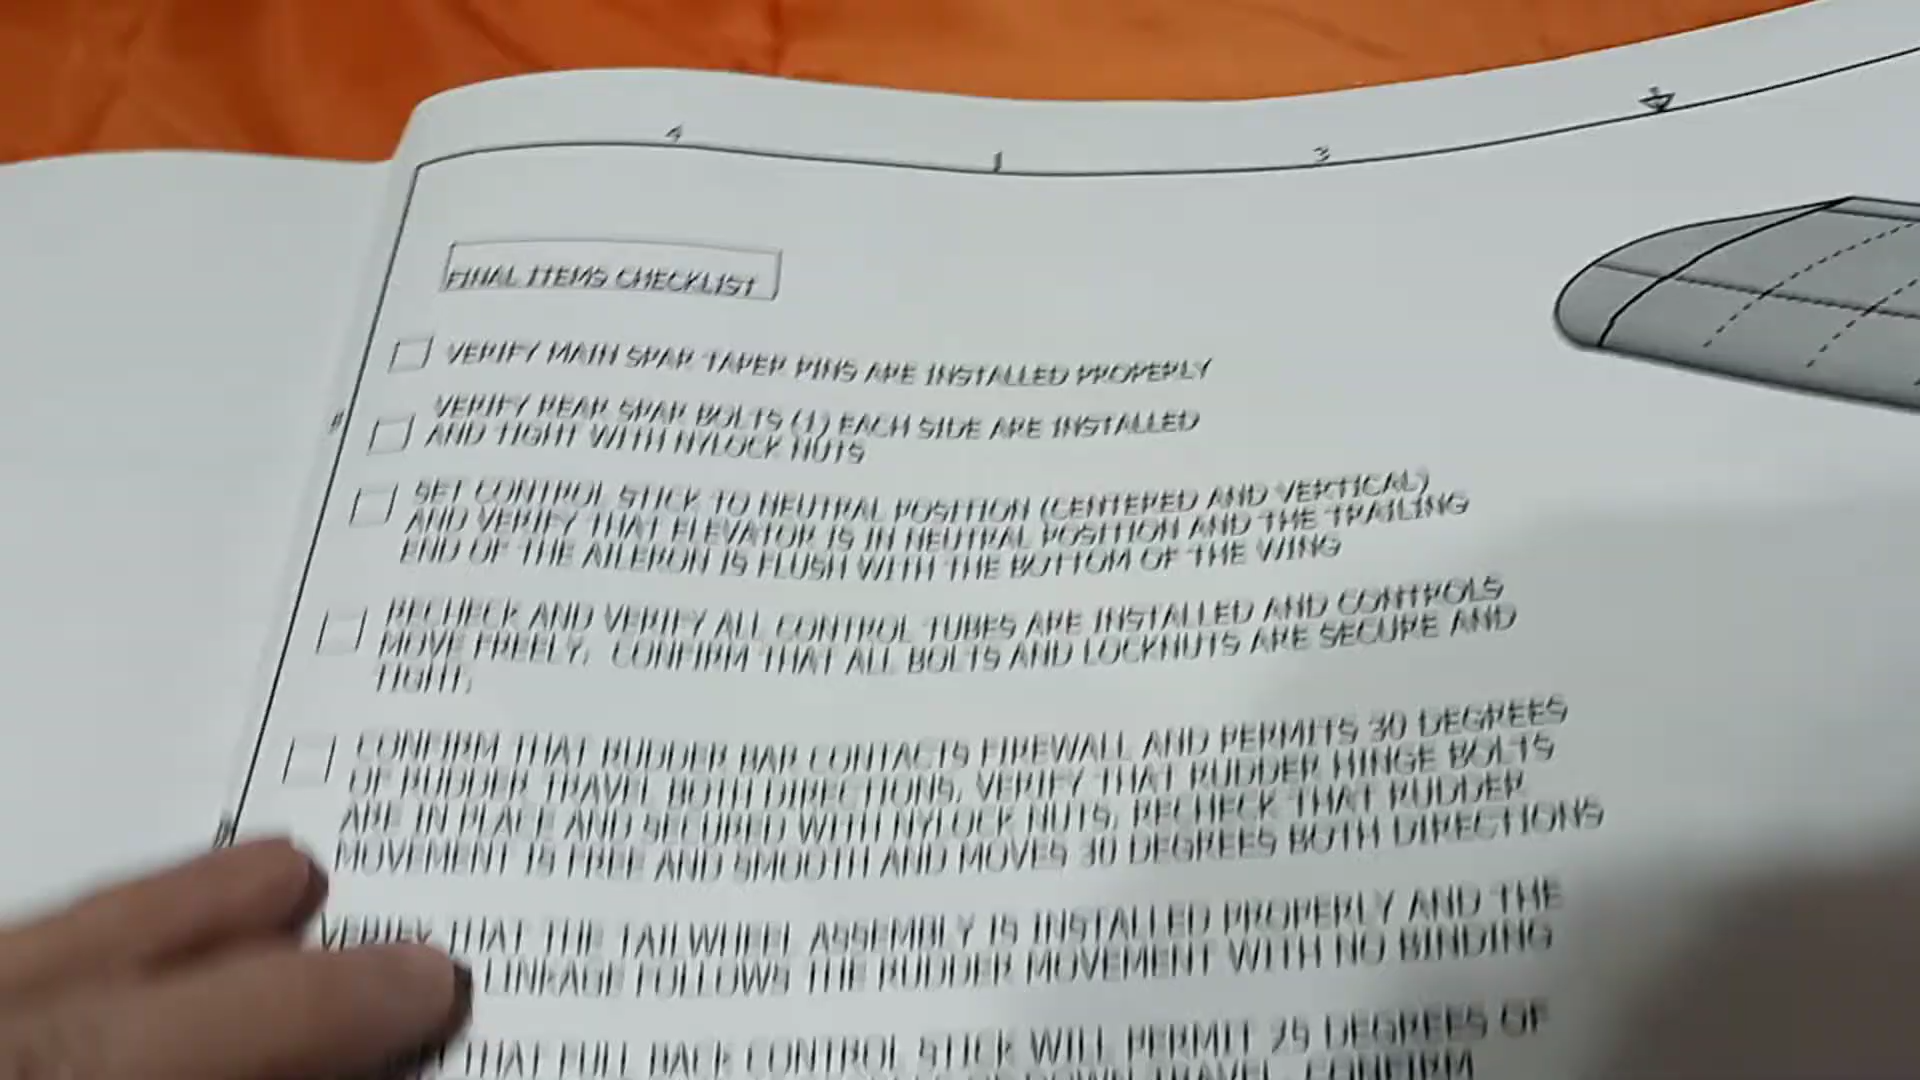 4
3
FINAL ITEMS CHECKLIST
VERIFY MAIN SPAR TAPER PINS ARE INSTALLED PROPERLY
VERIFY REAR SPAR BOLTS (1) EACH SIDE ARE INSTALLED
AND TIGHT WITH NYLOCK NUTS
SET CONTROL STICK TO NEUTRAL POSITION (CENTERED AND VERTICAL)
AND VERIFY THAT ELEVATOR IS IN NEUTRAL POSITION AND THE TRAILING
END OF THE AILERON IS FLUSH WITH THE BOTTOM OF THE WING
RECHECK AND VERIFY ALL CONTROL TUBES ARE INSTALLED AND CONTROLS
MOVE FREELY. CONFIRM THAT ALL BOLTS AND LOCKNUTS ARE SECURE AND
TIGHT.
CONFIRM THAT RUDDER BAR CONTACTS FIREWALL AND PERMITS 30 DEGREES
OF RUDDER TRAVEL BOTH DIRECTIONS. VERIFY THAT RUDDER HINGE BOLTS
ARE IN PLACE AND SECURED WITH NYLOCK NUTS. RECHECK THAT RUDDER
MOVEMENT IS FREE AND SMOOTH AND MOVES 30 DEGREES BOTH DIRECTIONS
VERIFY THAT THE TAILWHEEL ASSEMBLY IS INSTALLED PROPERLY AND THE
LINKAGE FOLLOWS THE RUDDER MOVEMENT WITH NO BINDING
THAT FULL BACK CONTROL STICK WILL PERMIT 25 DEGREES OF
DOWN TRAVEL. CONFIRM